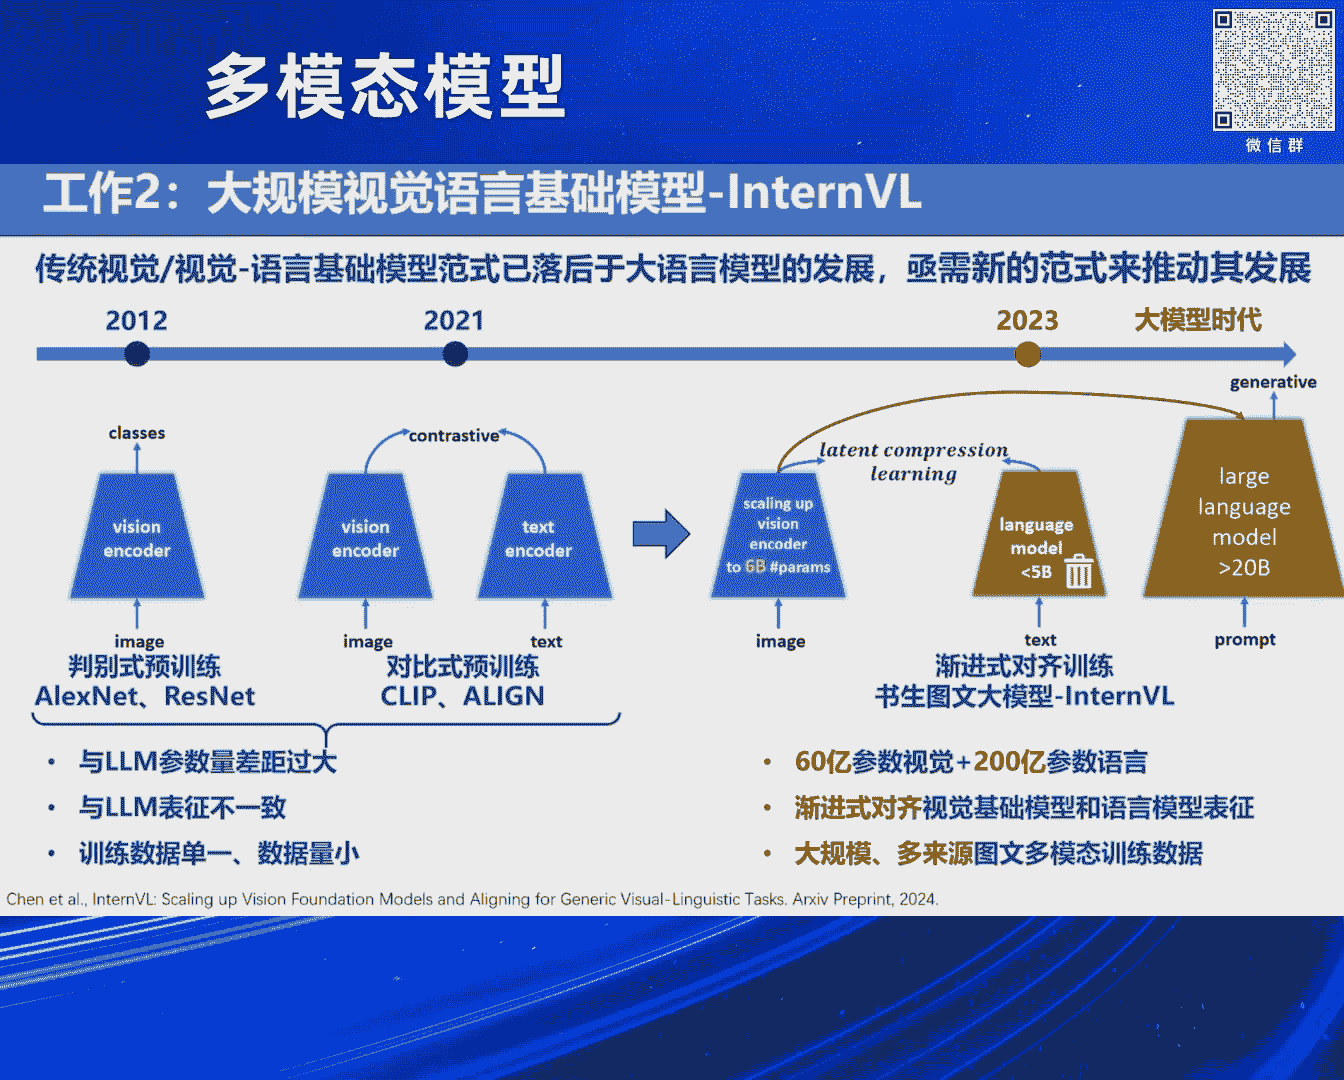 多模态模型
微信群
工作2：大规模视觉语言基础模型-InternVL
传统视觉/视觉-语言基础模型范式已落后于大语言模型的发展，亟需新的范式来推动其发展
2012
2021
2023
大模型时代
generative
classes
contrastive
latent compression
learning
vision
encoder
vision
encoder
text
encoder
scaling up
vision
encoder
to 6B #params
language
model
<5B
large
language
model
>20B
image
image
text
image
text
prompt
判别式预训练
AlexNet、ResNet
对比式预训练
CLIP、ALIGN
渐进式对齐训练
书生图文大模型-InternVL
• 与LLM参数量差距过大
• 与LLM表征不一致
• 训练数据单一、数据量小
• 60亿参数视觉+200亿参数语言
• 渐进式对齐视觉基础模型和语言模型表征
• 大规模、多来源图文多模态训练数据
Chen et al., InternVL: Scaling up Vision Foundation Models and Aligning for Generic Visual-Linguistic Tasks. Arxiv Preprint, 2024.